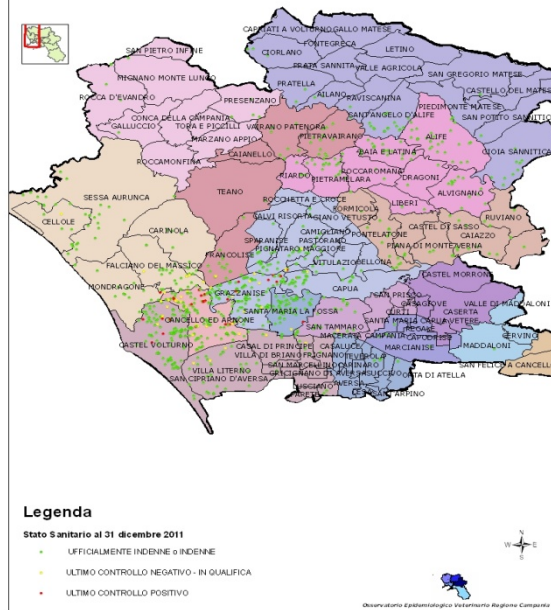 CAPRIATI A VOLTURNO GALLO MATESE
FONTEGRECA
LETINO
SAN PIETRO INFINE
CIORLANO
PRATA SANNITA
VALLE AGRICOLA
MIGNANO MONTE LUNGO
SAN GREGORIO MATESE
PRATELLA
CASTELLO DEL MATES
ROCCA D'EVANDRO
AILANO
RAVISCANINA
PRESENZANO
PIEDIMONTE MATESE
CONCA DELLA CAMPANIA
SANT'ANGELO D'ALIFE
SAN POTITO SANNITIC
GALLUCCIO
TORA E PICCILLI
VAIRANO PATENORA
MARZANO APPIO
PIETRAVAIRANO
ALIFE
CAIANELLO
BAIA E LATINA
GIOIA SANNITICA
ROCCAMONFINA
ROCCAROMANA
RIARDO
PIETRAMELARA
DRAGONI
TEANO
ALVIGNANO
SESSA AURUNCA
ROCCHETTA E CROCE
LIBERI
FORMICOLA
RUVIANO
CELLOLE
CALVI RISORTA
GIANO VETUSTO
CASTEL DI SASSO
CARINOLA
CAMIGLIANO
PONTELATONE
CAIAZZO
SPARANISE
PASTORANO
PIANA DI MONTE VERNA
PIGNATARO MAGGIORE
FRANCOLISE
FALCIANO DEL MASSICO
VITULAZIO
BELLONA
CASTEL MORRONE
MONDRAGONE
CAPUA
GRAZZANISE
SAN PRISCO
VALLE DI MADDALONI
CASAGIOVE
SANTA MARIA LA FOSSA
CURTI
CASERTA
CANCELLO ED ARNONE
SANTA MARIA CAPUA VETERE
SAN TAMMARO
MACERATA CAMPANIA
CAPODRISE
CERVINO
CASTEL VOLTURNO
CASAL DI PRINCIPE
CASALUCE
MARCIANISE
MADDALONI
VILLA DI BRIANO
FRIGNANO
TEVEROLA
SAN MARCELLINO
CARINARO
SAN FELICE A CANCELL
VILLA LITERNO
GRICIGNANO DI AVERSA
SUCCIVO
ORTA DI ATELLA
SAN CIPRIANO D'AVERSA
AVERSA
LUSCIANO
CESA
SANT'ARPINO
PARETE
Legenda
Stato Sanitario al 31 dicembre 2011
UFFICIALMENTE INDENNE o INDENNE
ULTIMO CONTROLLO NEGATIVO - IN QUALIFICA
ULTIMO CONTROLLO POSITIVO
N
W E
S
Osservatorio Epidemiologico Veterinario Regione Campania